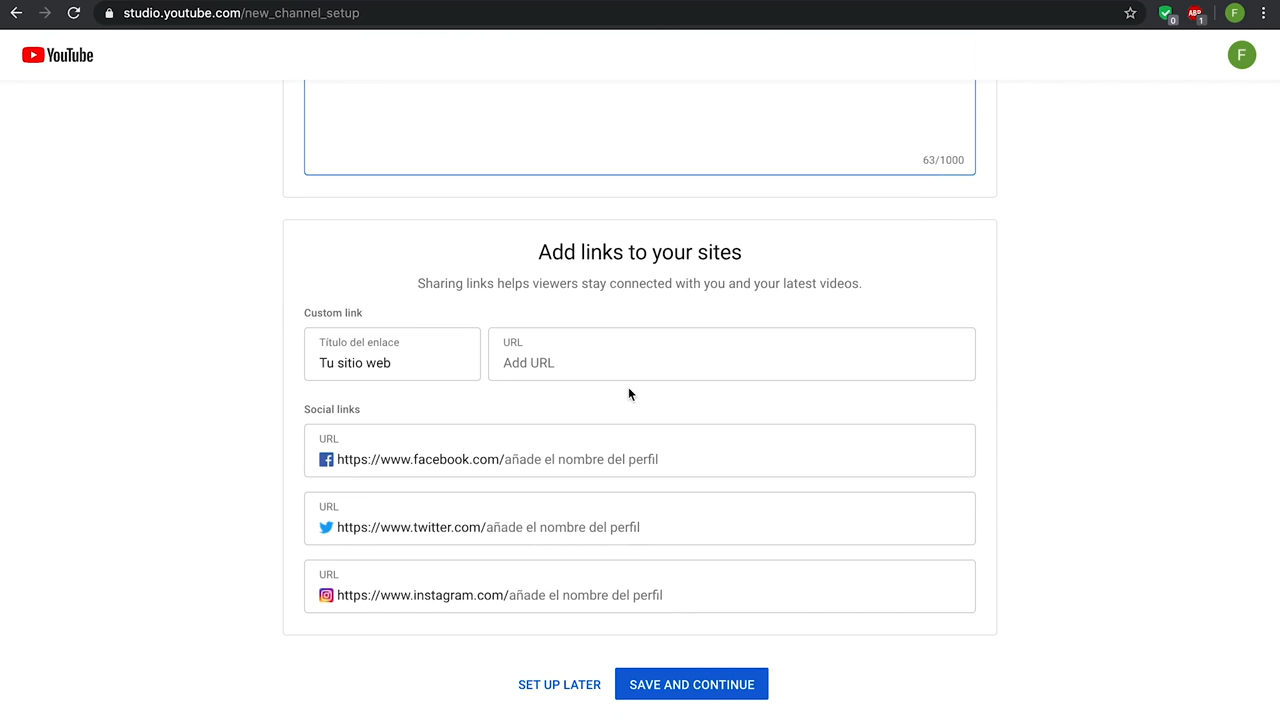 studio.youtube.com/new_channel_setup
0
ABP
1
F
YouTube
F
63/1000
Add links to your sites
Sharing links helps viewers stay connected with you and your latest videos.
Custom link
Título del enlace
Tu sitio web
URL
Add URL
Social links
URL
https://www.facebook.com/añade el nombre del perfil
URL
https://www.twitter.com/añade el nombre del perfil
URL
https://www.instagram.com/añade el nombre del perfil
SET UP LATER
SAVE AND CONTINUE